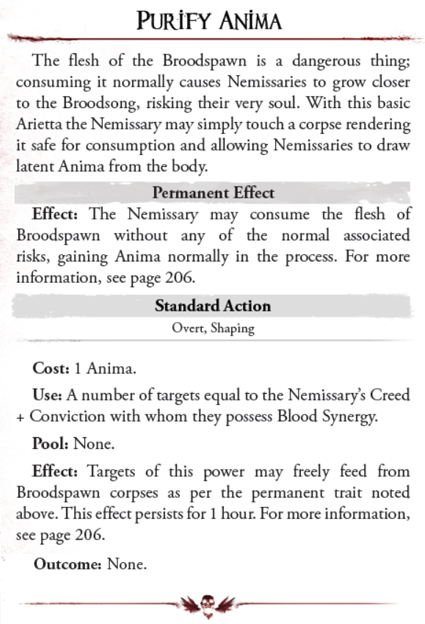 Purify Anima
The flesh of the Broodspawn is a dangerous thing;
consuming it normally causes Nemissaries to grow closer
to the Broodsong, risking their very soul. With this basic
Arietta the Nemissary may simply touch a corpse rendering
it safe for consumption and allowing Nemissaries to draw
latent Anima from the body.
Permanent Effect
Effect: The Nemissary may consume the flesh of
Broodspawn without any of the normal associated
risks, gaining Anima normally in the process. For more
information, see page 206.
Standard Action
Overt, Shaping
Cost: 1 Anima.
Use: A number of targets equal to the Nemissary's Creed
+ Conviction with whom they possess Blood Synergy.
Pool: None.
Effect: Targets of this power may freely feed from
Broodspawn corpses as per the permanent trait noted
above. This effect persists for 1 hour. For more information,
see page 206.
Outcome: None.